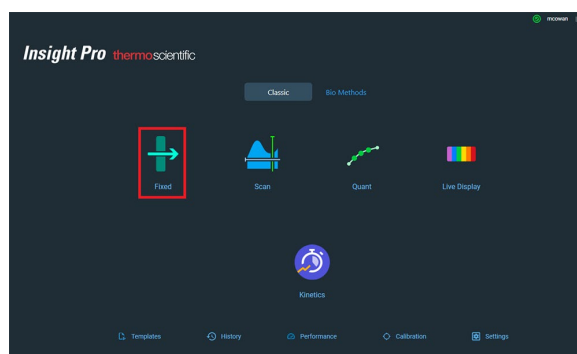 mcowan
Insight Pro thermoscientific
Classic Bio Methods
Fixed Scan Quant Live Display
Kinetics
Templates History Performance Calibration Settings